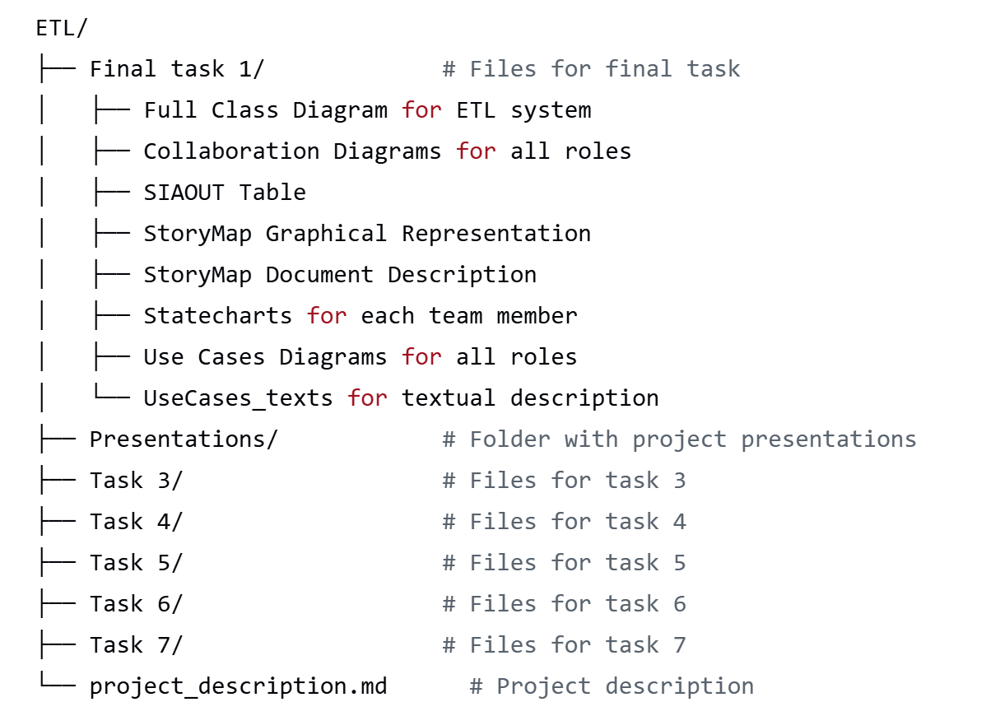 ETL/
├── Final task 1/             # Files for final task
│   ├── Full Class Diagram for ETL system
│   ├── Collaboration Diagrams for all roles
│   ├── SIAOUT Table
│   ├── StoryMap Graphical Representation
│   ├── StoryMap Document Description
│   ├── Statecharts for each team member
│   ├── Use Cases Diagrams for all roles
│   └── UseCases_texts for textual description
├── Presentations/            # Folder with project presentations
├── Task 3/                   # Files for task 3
├── Task 4/                   # Files for task 4
├── Task 5/                   # Files for task 5
├── Task 6/                   # Files for task 6
├── Task 7/                   # Files for task 7
└── project_description.md      # Project description